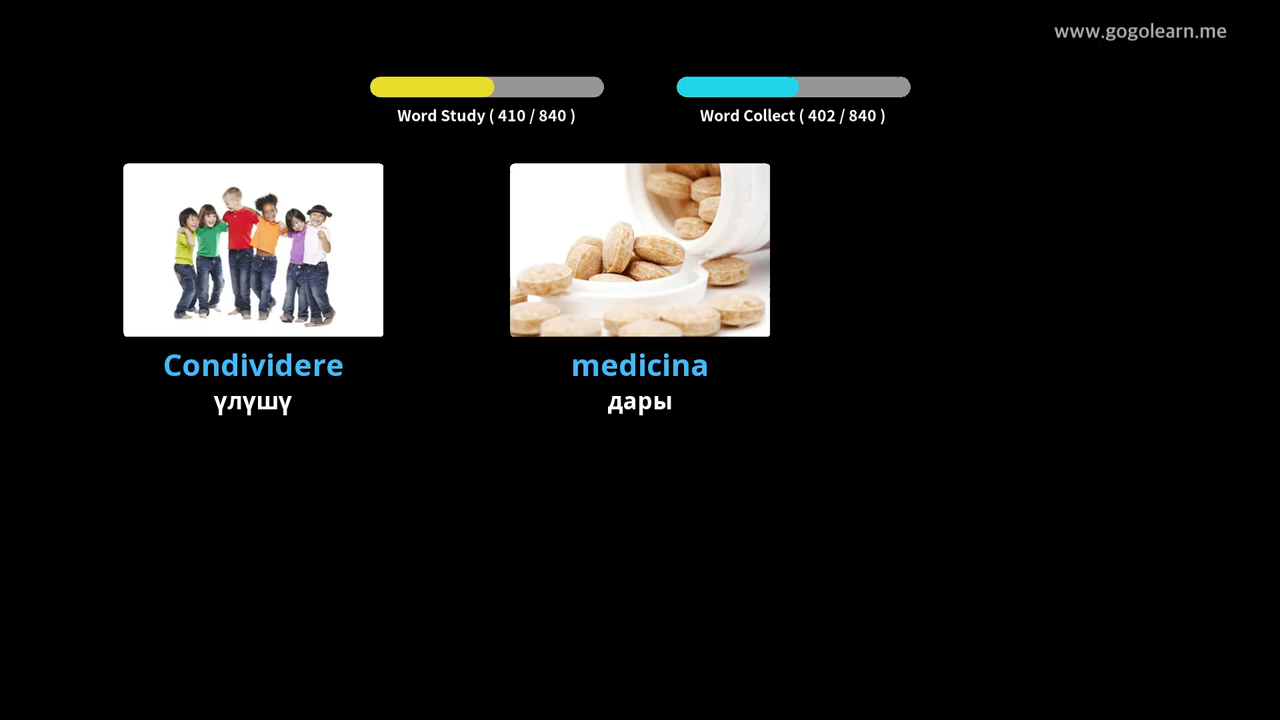 www.gogolearn.me
Word Study ( 410 / 840 )
Word Collect ( 402 / 840 )
Condividere
үлүшү
medicina
дары